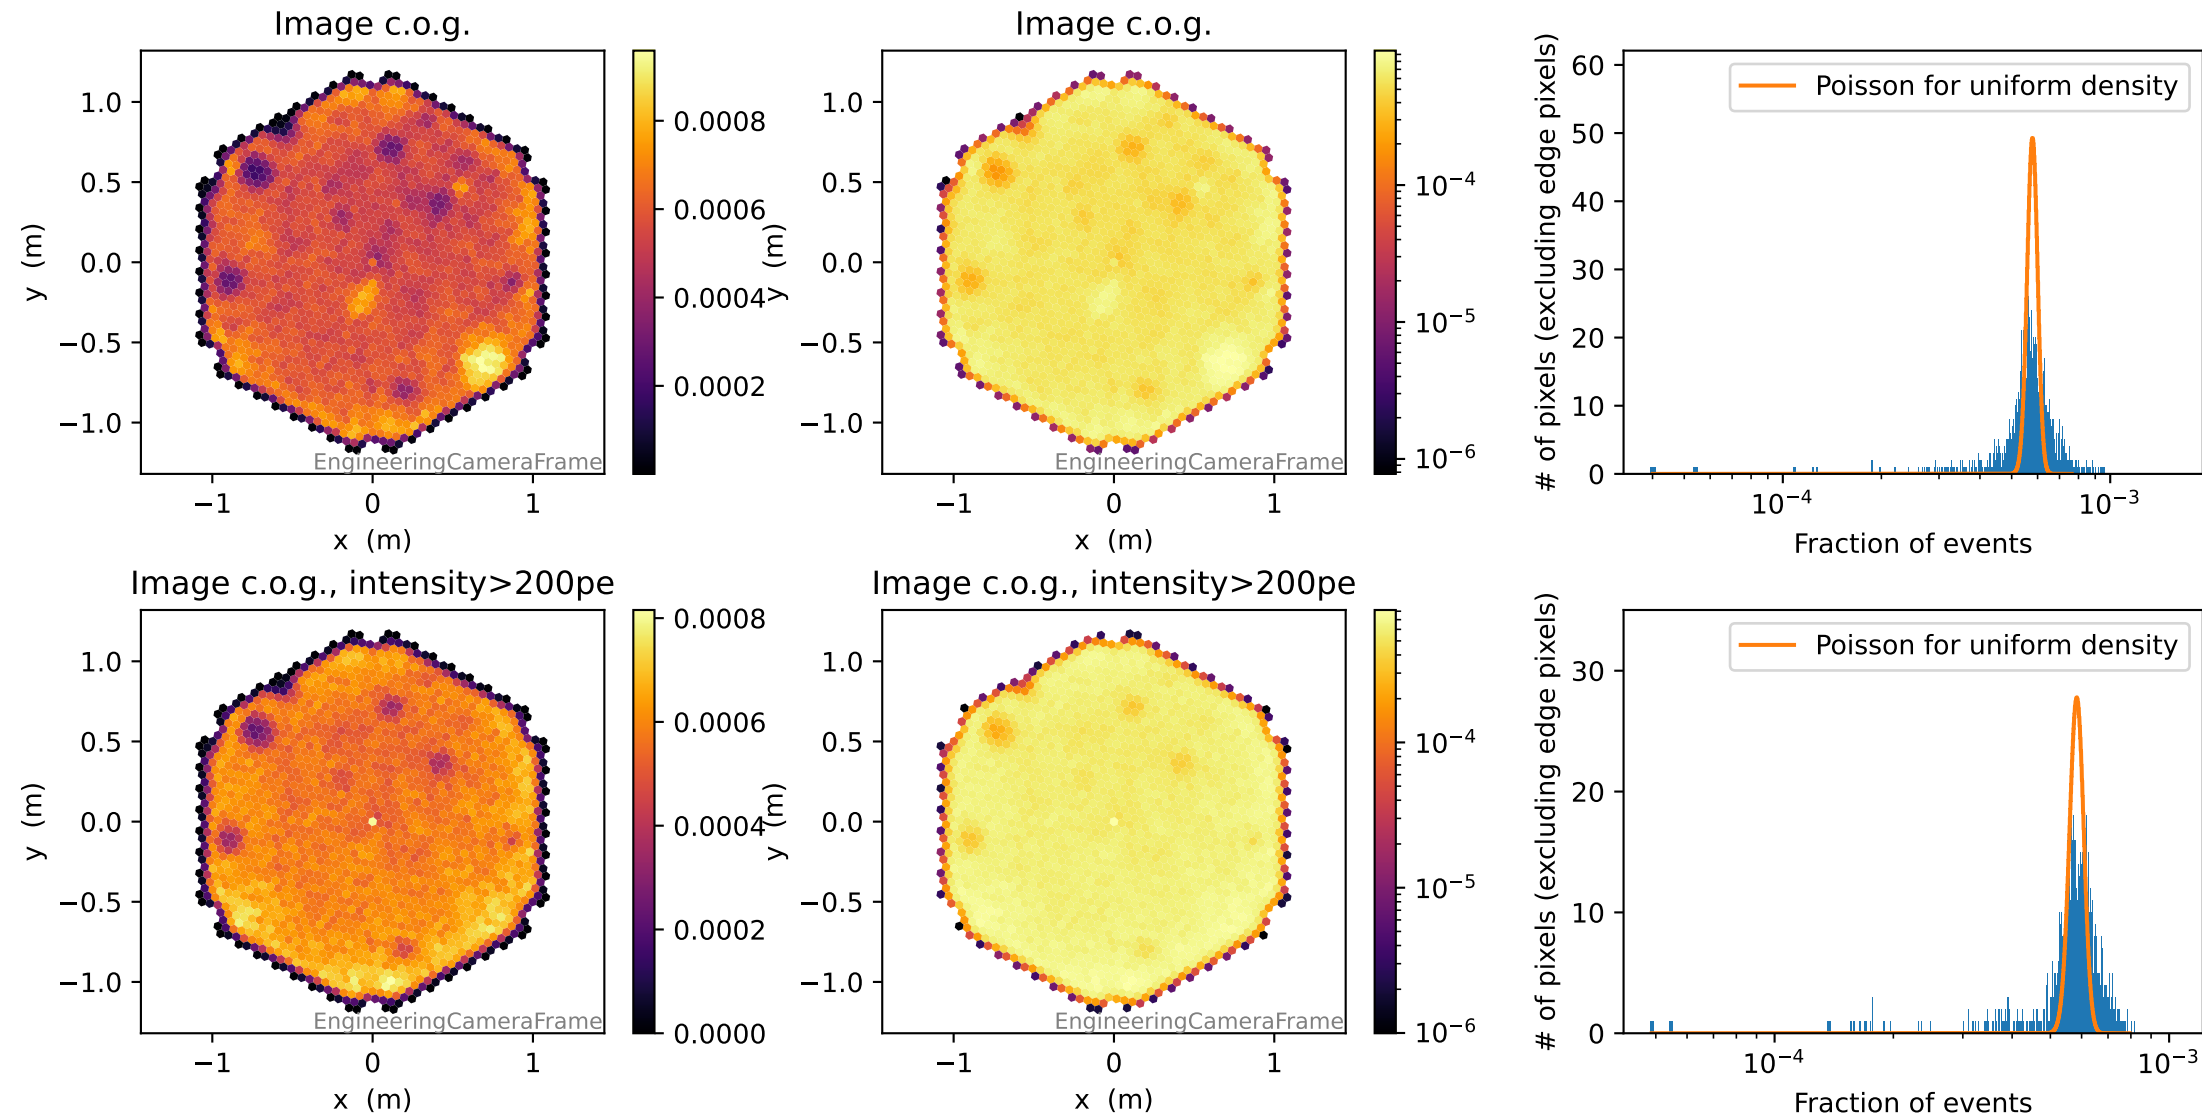 Image c.o.g.
1.0
0.5
0.0
−0.5
−1.0
y (m)
−1
0
1
x (m)
EngineeringCameraFrame
0.0008
0.0006
0.0004
0.0002
Image c.o.g.
1.0
0.5
0.0
−0.5
−1.0
y (m)
−1
0
1
x (m)
EngineeringCameraFrame
10⁻⁴
10⁻⁵
10⁻⁶
# of pixels (excluding edge pixels)
60
50
40
30
20
10
0
Poisson for uniform density
10⁻⁴
10⁻³
Fraction of events
Image c.o.g., intensity>200pe
1.0
0.5
0.0
−0.5
−1.0
y (m)
−1
0
1
x (m)
EngineeringCameraFrame
0.0008
0.0006
0.0004
0.0002
0.0000
Image c.o.g., intensity>200pe
1.0
0.5
0.0
−0.5
−1.0
y (m)
−1
0
1
x (m)
EngineeringCameraFrame
10⁻⁴
10⁻⁵
10⁻⁶
# of pixels (excluding edge pixels)
30
20
10
0
Poisson for uniform density
10⁻⁴
10⁻³
Fraction of events